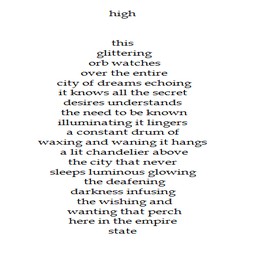 high
this
glittering
orb watches
over the entire
city of dreams echoing
it knows all the secret
desires understands
the need to be known
illuminating it lingers
a constant drum of
waxing and waning it hangs
a lit chandelier above
the city that never
sleeps luminous glowing
the deafening
darkness infusing
the wishing and
wanting that perch
here in the empire
state